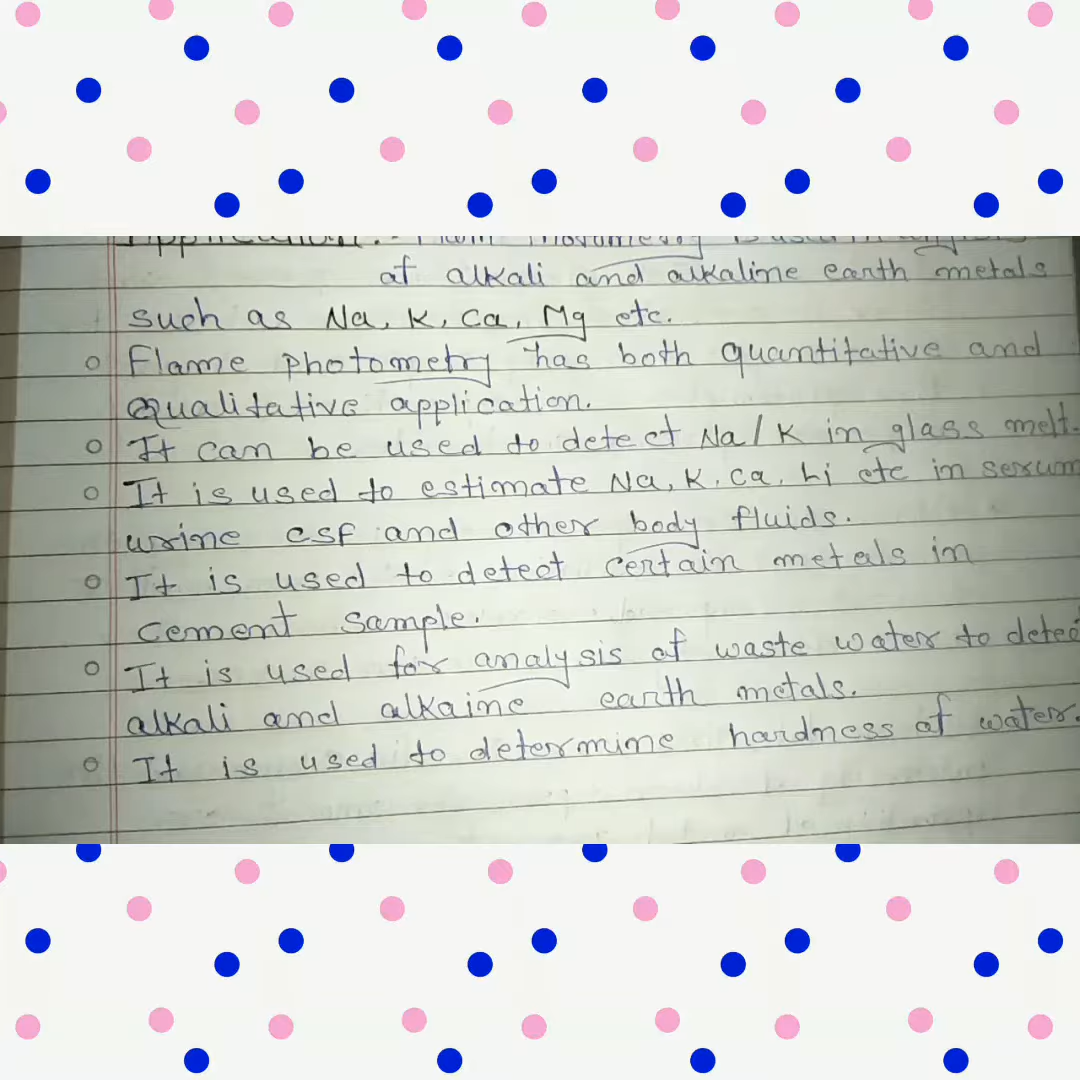 Application:-
of alkali and alkaline earth metals
such as Na, K, Ca, Mg etc.
o Flame photometry has both quantitative and
qualitative application.
o It can be used to detect Na/K in glass melt.
o It is used to estimate Na, K, Ca, Li etc in serum
urine csf and other body fluids.
o It is used to detect certain metals in
cement sample.
o It is used for analysis of waste water to detect
alkali and alkaine earth metals.
o It is used to determine hardness of water.